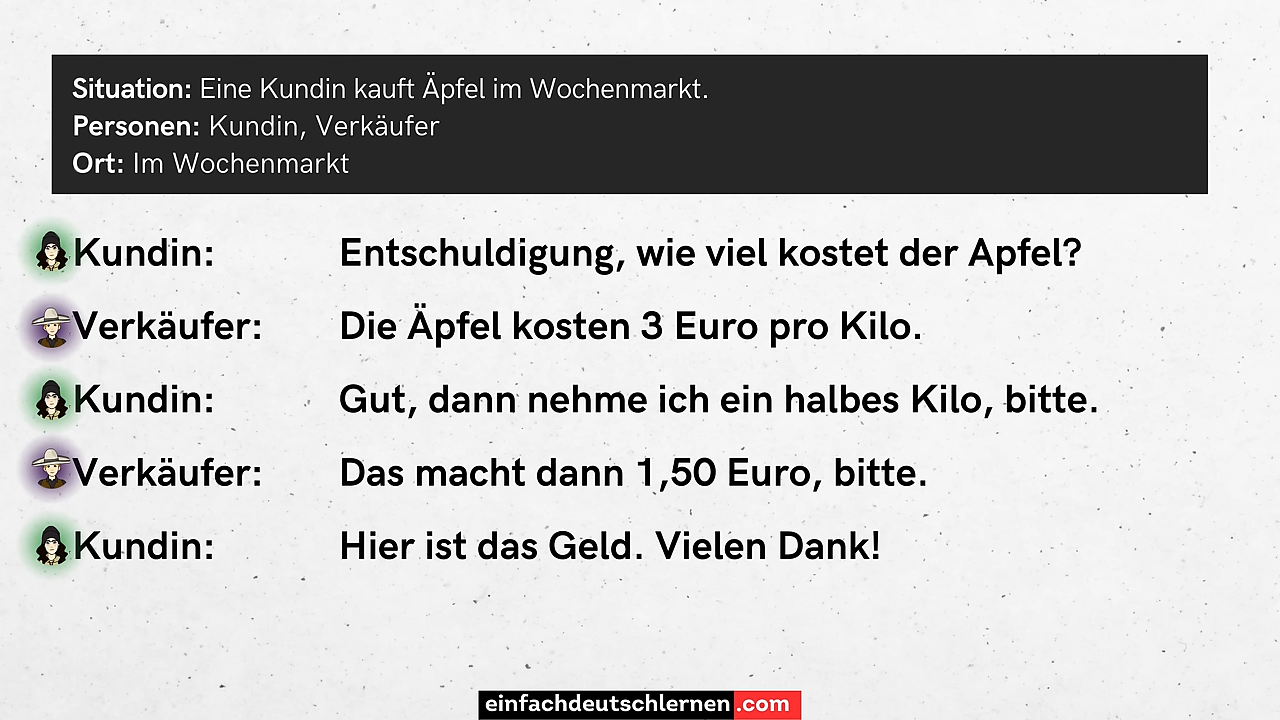 Situation: Eine Kundin kauft Äpfel im Wochenmarkt.
Personen: Kundin, Verkäufer
Ort: Im Wochenmarkt
Kundin: Entschuldigung, wie viel kostet der Apfel?
Verkäufer: Die Äpfel kosten 3 Euro pro Kilo.
Kundin: Gut, dann nehme ich ein halbes Kilo, bitte.
Verkäufer: Das macht dann 1,50 Euro, bitte.
Kundin: Hier ist das Geld. Vielen Dank!
einfachdeutschlernen.com